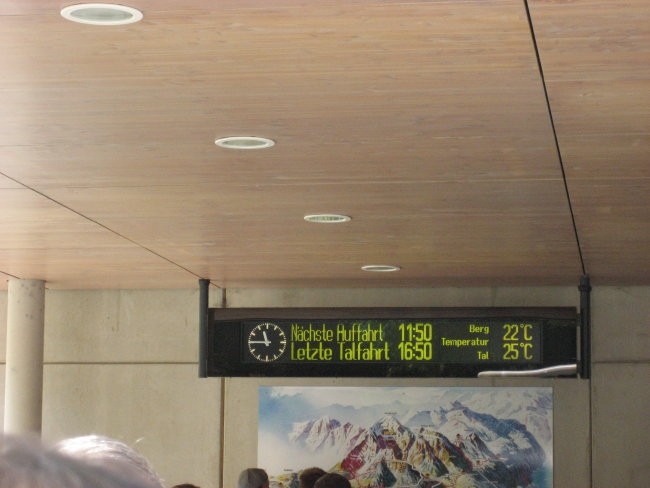 Nächste Auffahrt 11:50
Letzte Talfahrt 16:50
Berg 22°C
Temperatur
Tal 25°C